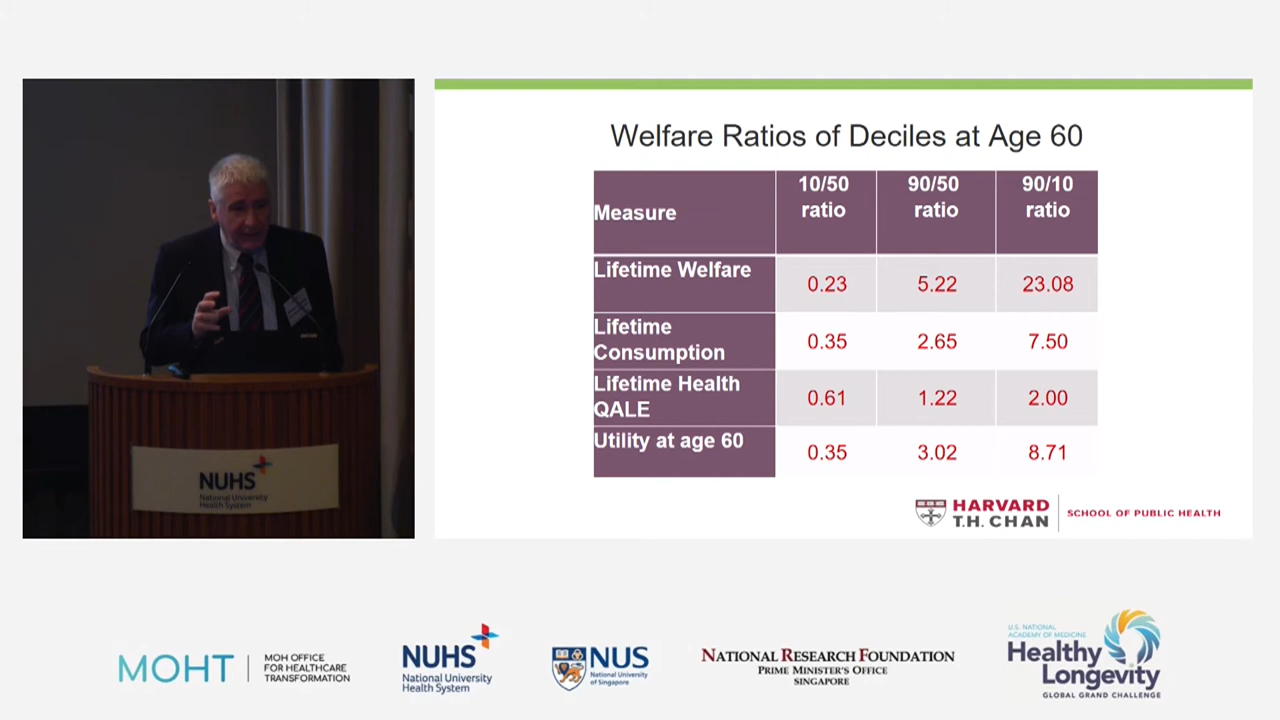 Welfare Ratios of Deciles at Age 60
Measure
10/50
ratio
90/50
ratio
90/10
ratio
Lifetime Welfare
0.23
5.22
23.08
Lifetime
Consumption
0.35
2.65
7.50
Lifetime Health
QALE
0.61
1.22
2.00
Utility at age 60
0.35
3.02
8.71
HARVARD
T.H. CHAN
SCHOOL OF PUBLIC HEALTH
NUHS
National University
Health System
MOHT
MOH OFFICE
FOR HEALTHCARE
TRANSFORMATION
NUHS
National University
Health System
NUS
National University
of Singapore
NATIONAL RESEARCH FOUNDATION
PRIME MINISTER'S OFFICE
SINGAPORE
U.S. NATIONAL
ACADEMY OF MEDICINE
Healthy
Longevity
GLOBAL GRAND CHALLENGE